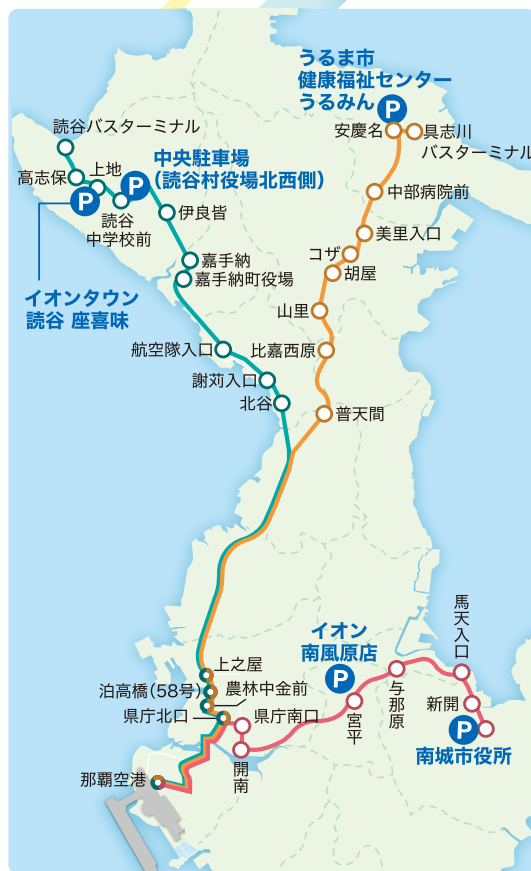 うるま市
健康福祉センター
うるみん
P
安慶名
具志川
バスターミナル
読谷バスターミナル
高志保
上地
P
読谷
中学校前
P
中央駐車場
（読谷村役場北西側）
伊良皆
中部病院前
美里入口
コザ
胡屋
嘉手納
嘉手納町役場
イオンタウン
読谷 座喜味
山里
航空隊入口
比嘉西原
謝苅入口
北谷
普天間
上之屋
泊高橋（58号）
農林中金前
県庁北口
県庁南口
開南
那覇空港
イオン
南風原店
P
宮平
与那原
馬天入口
新開
P
南城市役所